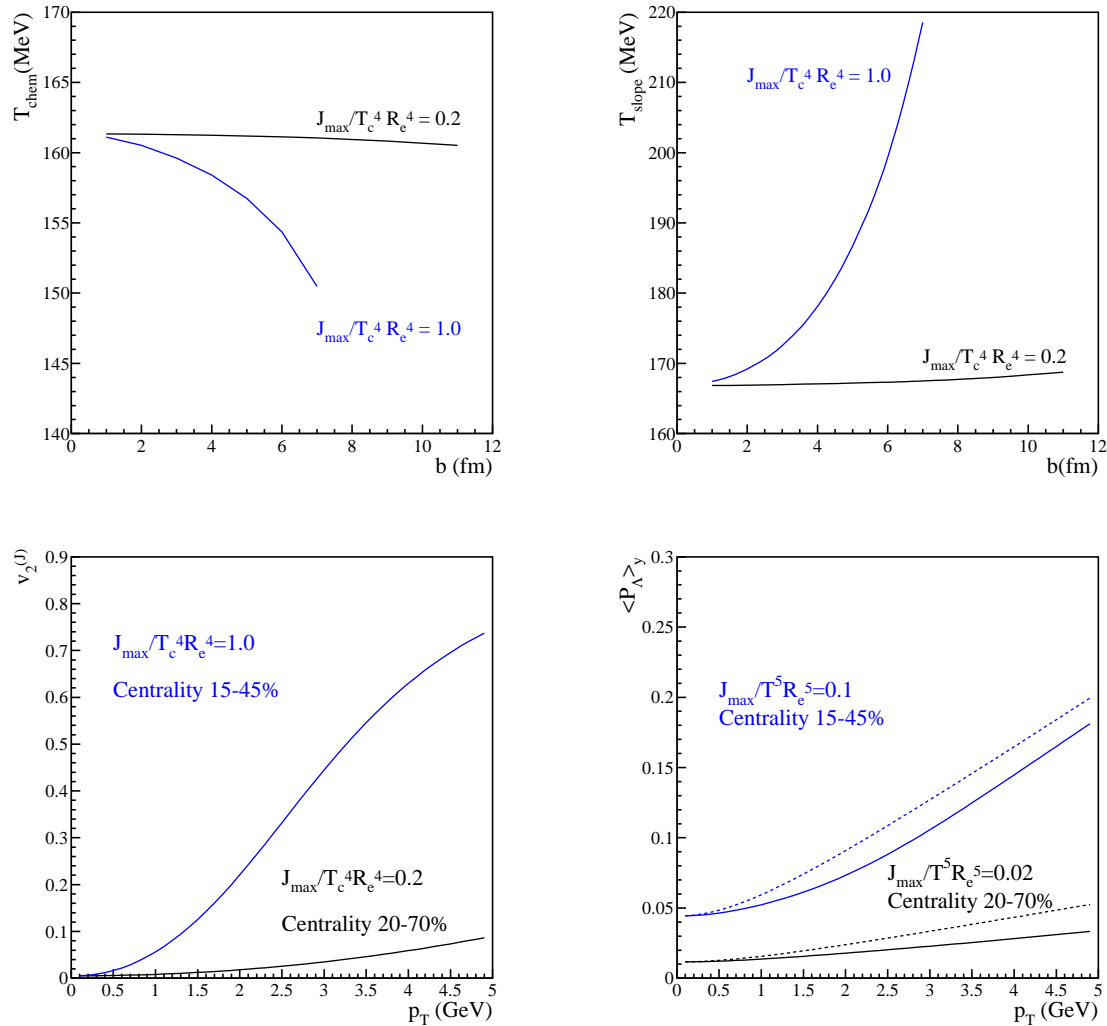 T_chem(MeV)
170
165
160
155
150
145
140
J_max/T_c^4 R_e^4 = 0.2
J_max/T_c^4 R_e^4 = 1.0
0 2 4 6 8 10 12
b (fm)
T_slope (MeV)
220
210
200
190
180
170
160
J_max/T_c^4 R_e^4 = 1.0
J_max/T_c^4 R_e^4 = 0.2
0 2 4 6 8 10 12
b(fm)
v_2^(J)
0.9
0.8
0.7
0.6
0.5
0.4
0.3
0.2
0.1
0
J_max/T_c^4R_e^4=1.0
Centrality 15-45%
J_max/T_c^4R_e^4=0.2
Centrality 20-70%
0 0.5 1 1.5 2 2.5 3 3.5 4 4.5 5
p_T (GeV)
<P_Λ>_y
0.3
0.25
0.2
0.15
0.1
0.05
0
J_max/T^5R_e^5=0.1
Centrality 15-45%
J_max/T^5R_e^5=0.02
Centrality 20-70%
0 0.5 1 1.5 2 2.5 3 3.5 4 4.5 5
p_T (GeV)